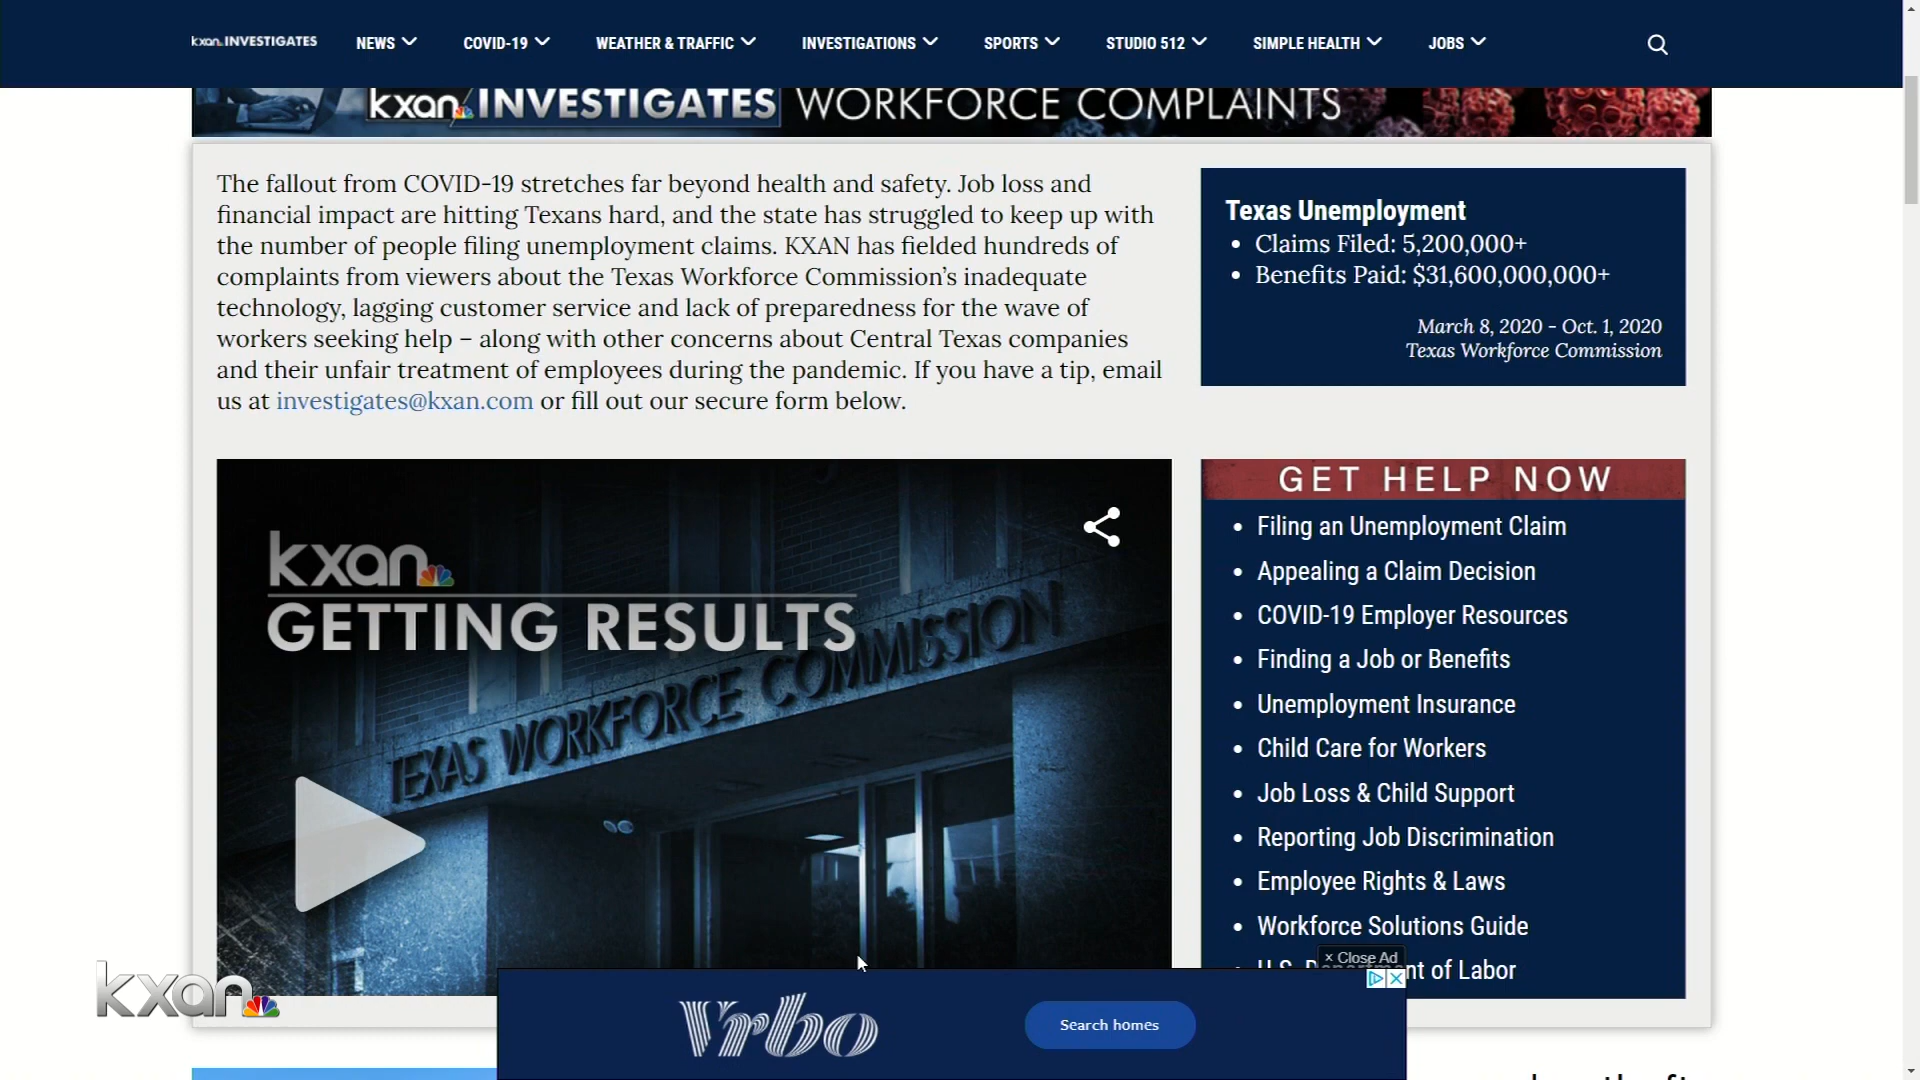 kxan INVESTIGATES
NEWS
COVID-19
WEATHER & TRAFFIC
INVESTIGATIONS
SPORTS
STUDIO 512
SIMPLE HEALTH
JOBS
kxan INVESTIGATES WORKFORCE COMPLAINTS
The fallout from COVID-19 stretches far beyond health and safety. Job loss and
financial impact are hitting Texans hard, and the state has struggled to keep up with
the number of people filing unemployment claims. KXAN has fielded hundreds of
complaints from viewers about the Texas Workforce Commission's inadequate
technology, lagging customer service and lack of preparedness for the wave of
workers seeking help – along with other concerns about Central Texas companies
and their unfair treatment of employees during the pandemic. If you have a tip, email
us at investigates@kxan.com or fill out our secure form below.
Texas Unemployment
• Claims Filed: 5,200,000+
• Benefits Paid: $31,600,000,000+
March 8, 2020 - Oct. 1, 2020
Texas Workforce Commission
kxan
GETTING RESULTS
TEXAS WORKFORCE COMMISSION
GET HELP NOW
• Filing an Unemployment Claim
• Appealing a Claim Decision
• COVID-19 Employer Resources
• Finding a Job or Benefits
• Unemployment Insurance
• Child Care for Workers
• Job Loss & Child Support
• Reporting Job Discrimination
• Employee Rights & Laws
• Workforce Solutions Guide
of Labor
× Close Ad
kxan
Vrbo
Search homes